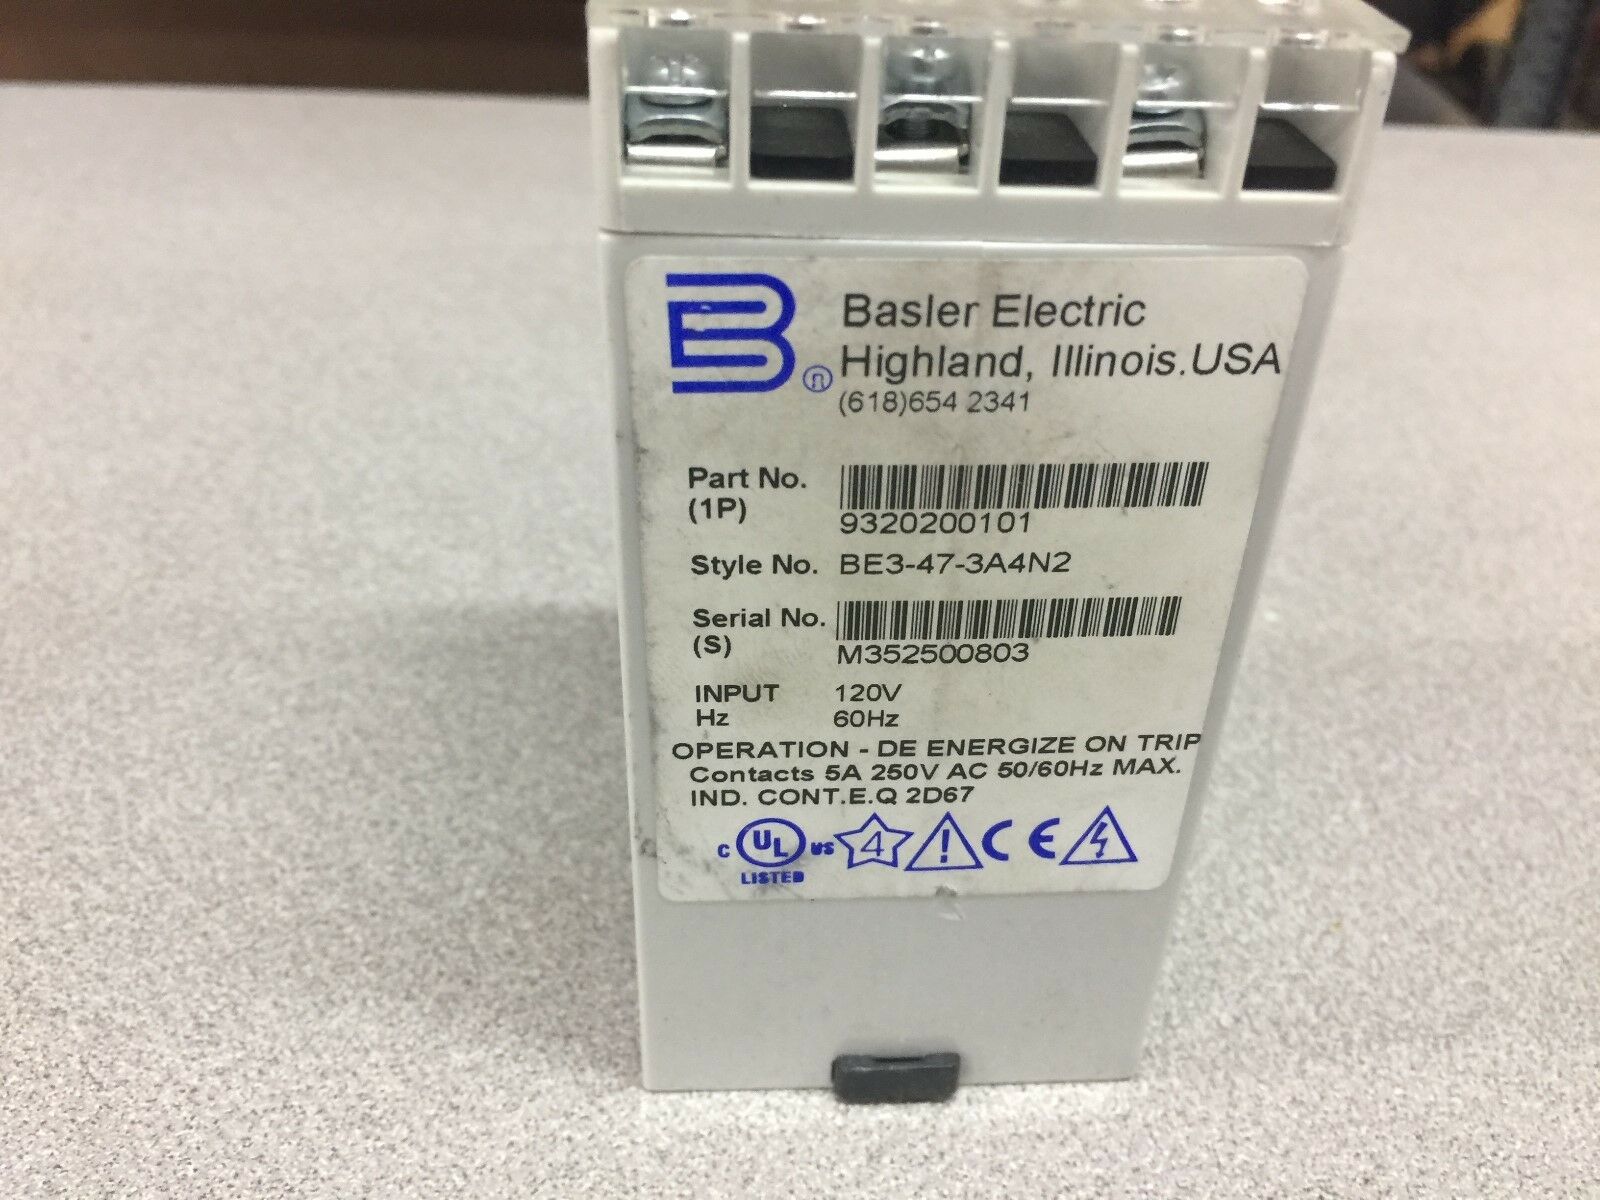 B ®
Basler Electric
Highland, Illinois.USA
(618)654 2341
Part No.
(1P)
9320200101
Style No. BE3-47-3A4N2
Serial No.
(S)
M352500803
INPUT 120V
Hz 60Hz
OPERATION - DE ENERGIZE ON TRIP
Contacts 5A 250V AC 50/60Hz MAX.
IND. CONT.E.Q 2D67
C UL US 4 ! CE
LISTED